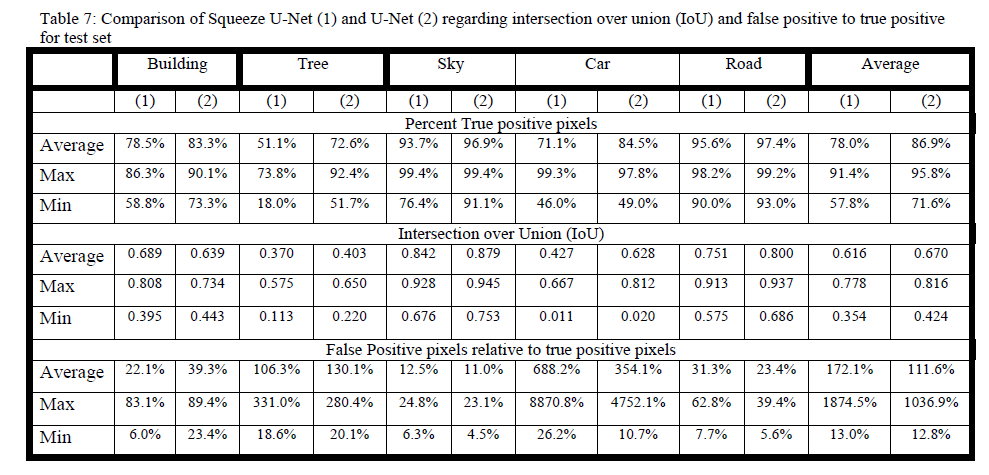 Table 7: Comparison of Squeeze U-Net (1) and U-Net (2) regarding intersection over union (IoU) and false positive to true positive
for test set
Building Tree Sky Car Road Average
(1) (2) (1) (2) (1) (2) (1) (2) (1) (2) (1) (2)
Percent True positive pixels
Average 78.5% 83.3% 51.1% 72.6% 93.7% 96.9% 71.1% 84.5% 95.6% 97.4% 78.0% 86.9%
Max 86.3% 90.1% 73.8% 92.4% 99.4% 99.4% 99.3% 97.8% 98.2% 99.2% 91.4% 95.8%
Min 58.8% 73.3% 18.0% 51.7% 76.4% 91.1% 46.0% 49.0% 90.0% 93.0% 57.8% 71.6%
Intersection over Union (IoU)
Average 0.689 0.639 0.370 0.403 0.842 0.879 0.427 0.628 0.751 0.800 0.616 0.670
Max 0.808 0.734 0.575 0.650 0.928 0.945 0.667 0.812 0.913 0.937 0.778 0.816
Min 0.395 0.443 0.113 0.220 0.676 0.753 0.011 0.020 0.575 0.686 0.354 0.424
False Positive pixels relative to true positive pixels
Average 22.1% 39.3% 106.3% 130.1% 12.5% 11.0% 688.2% 354.1% 31.3% 23.4% 172.1% 111.6%
Max 83.1% 89.4% 331.0% 280.4% 24.8% 23.1% 8870.8% 4752.1% 62.8% 39.4% 1874.5% 1036.9%
Min 6.0% 23.4% 18.6% 20.1% 6.3% 4.5% 26.2% 10.7% 7.7% 5.6% 13.0% 12.8%